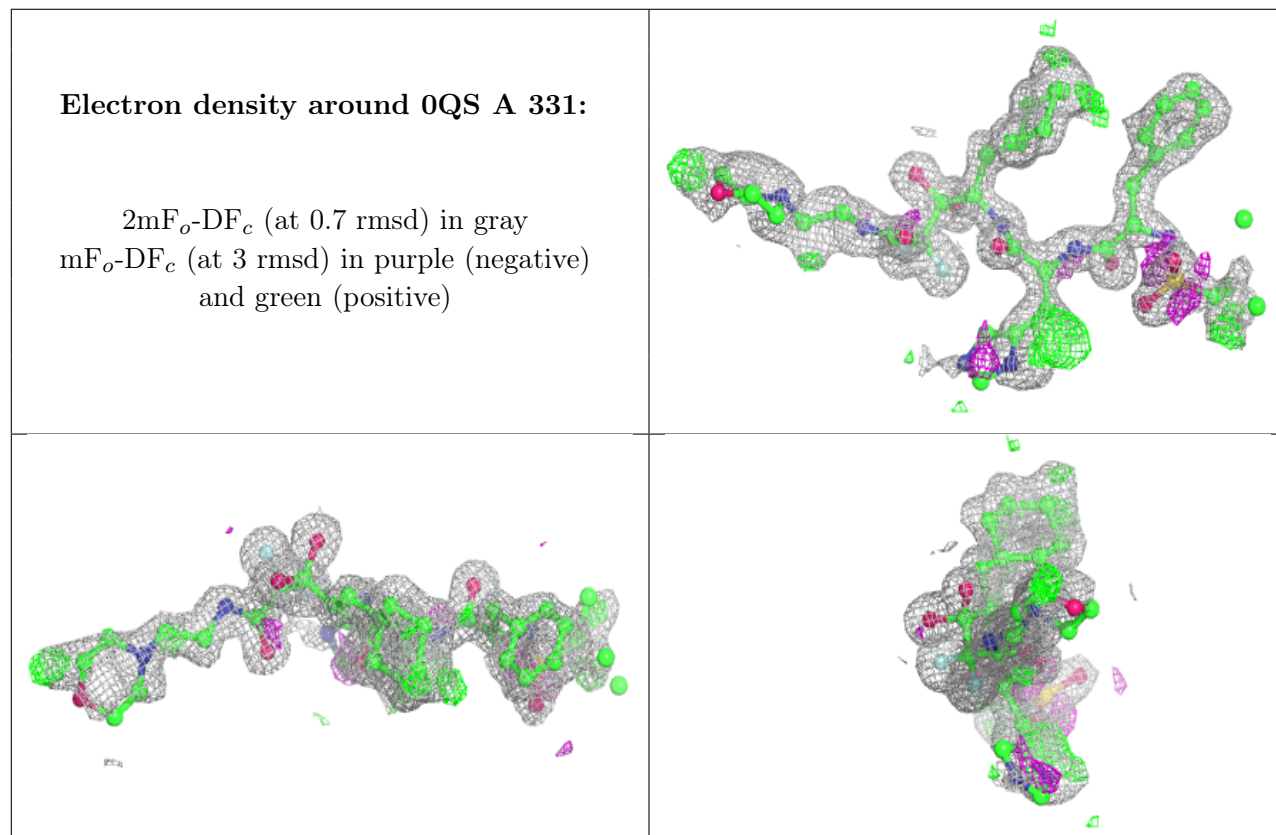 Electron density around 0QS A 331:
2mFo-DFc (at 0.7 rmsd) in gray
mFo-DFc (at 3 rmsd) in purple (negative)
and green (positive)